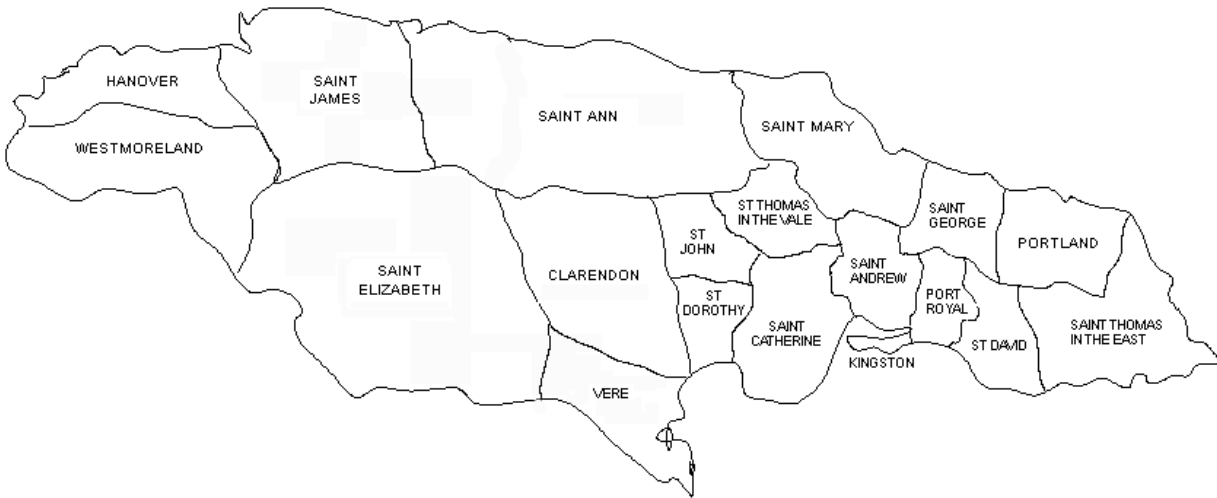 HANOVER
SAINT
JAMES
SAINT ANN
SAINT MARY
WESTMORELAND
ST THOMAS
IN THE VALE
SAINT
GEORGE
PORTLAND
ST
JOHN
SAINT
ELIZABETH
CLARENDON
SAINT
ANDREW
ST
DOROTHY
PORT
ROYAL
SAINT
CATHERINE
SAINT THOMAS
IN THE EAST
ST DAVID
KINGSTON
VERE